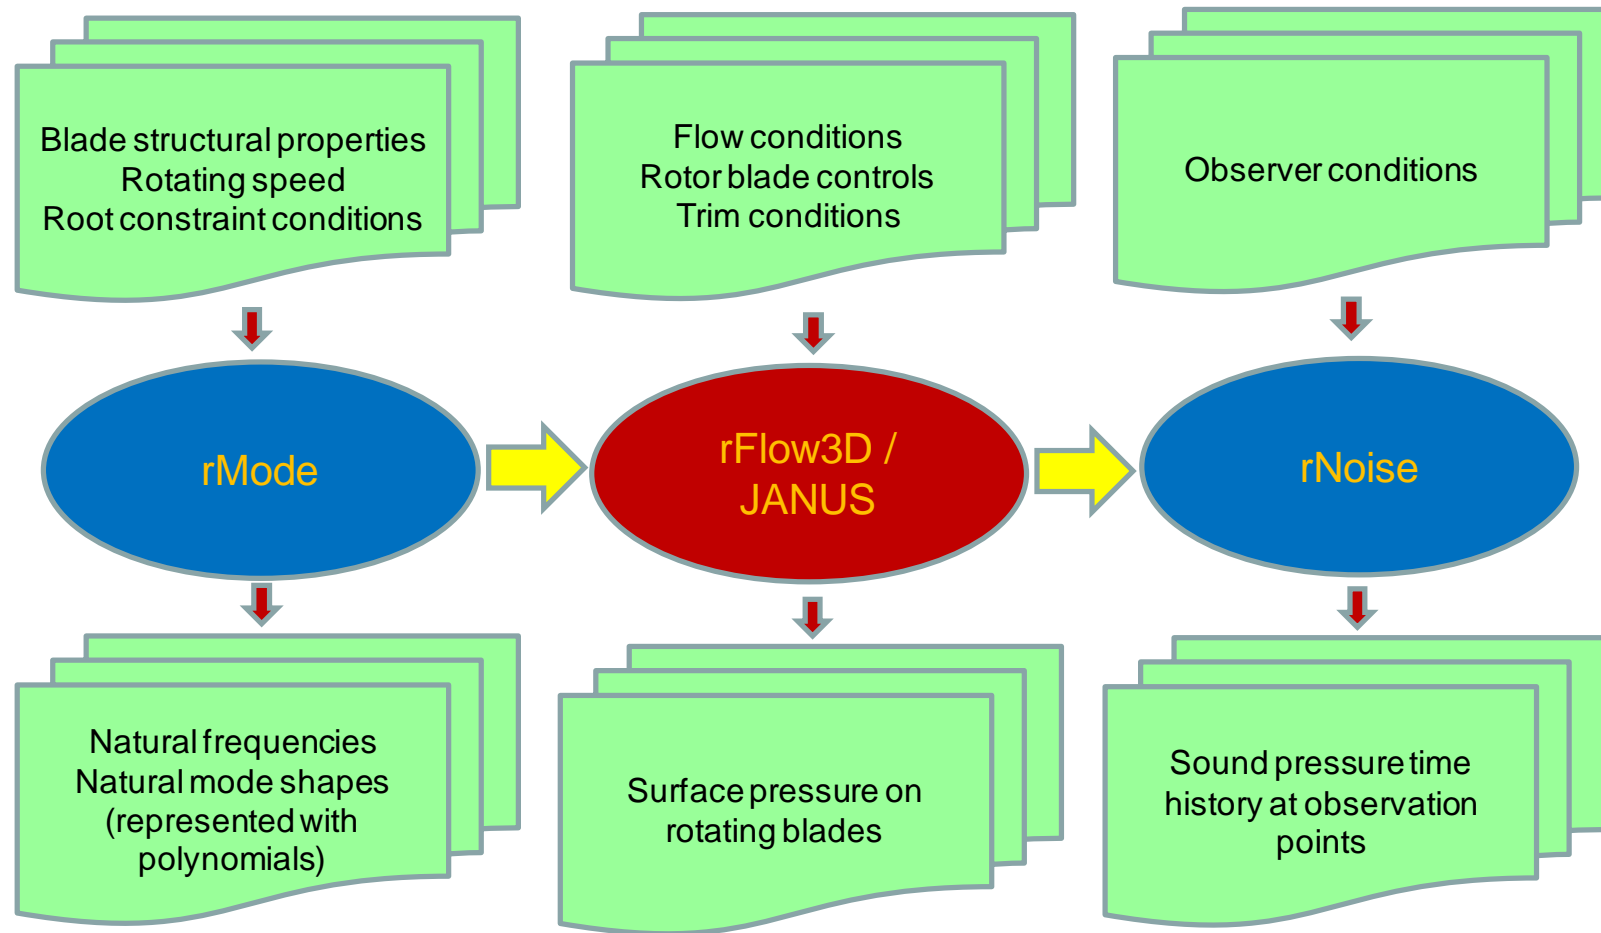 Blade structural properties
Rotating speed
Root constraint conditions
Flow conditions
Rotor blade controls
Trim conditions
Observer conditions
rMode
rFlow3D /
JANUS
rNoise
Natural frequencies
Natural mode shapes
(represented with
polynomials)
Surface pressure on
rotating blades
Sound pressure time
history at observation
points